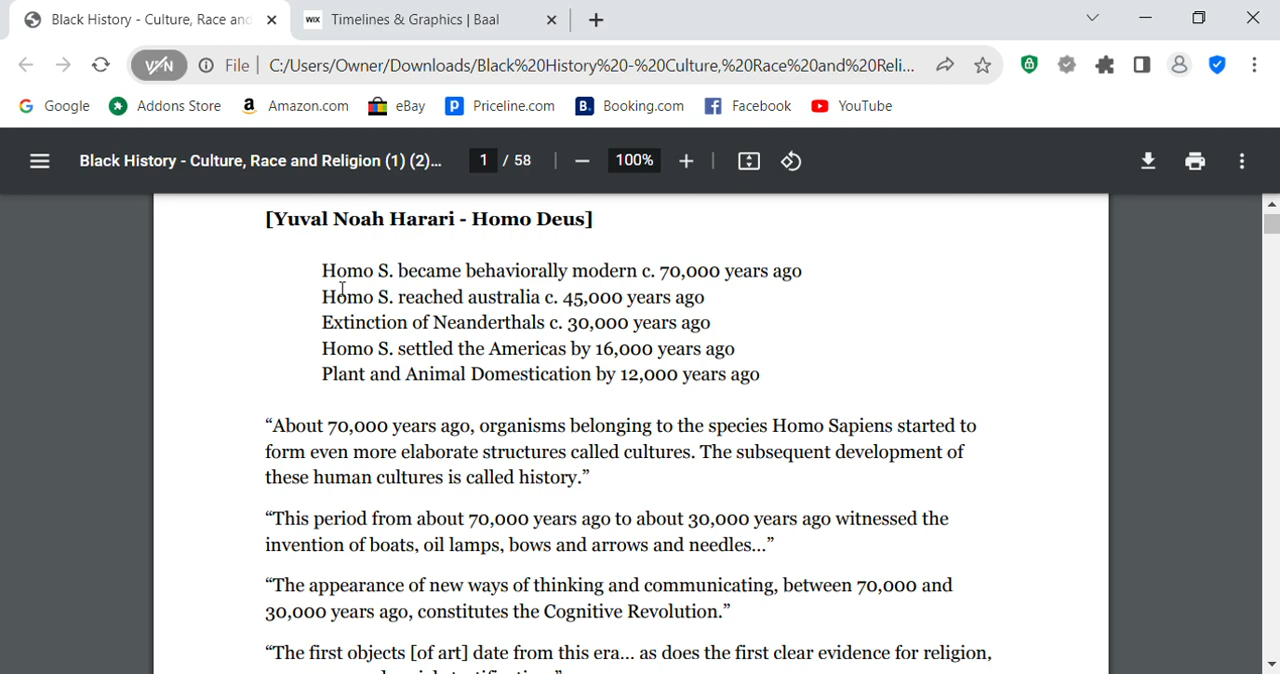 Black History - Culture, Race and
WIX Timelines & Graphics | Baal
VPN File C:/Users/Owner/Downloads/Black%20History%20-%20Culture,%20Race%20and%20Reli...
Google Addons Store Amazon.com eBay Priceline.com Booking.com Facebook YouTube
Black History - Culture, Race and Religion (1) (2)... 1 / 58 100%
[Yuval Noah Harari - Homo Deus]
Homo S. became behaviorally modern c. 70,000 years ago
Homo S. reached australia c. 45,000 years ago
Extinction of Neanderthals c. 30,000 years ago
Homo S. settled the Americas by 16,000 years ago
Plant and Animal Domestication by 12,000 years ago
“About 70,000 years ago, organisms belonging to the species Homo Sapiens started to
form even more elaborate structures called cultures. The subsequent development of
these human cultures is called history.”
“This period from about 70,000 years ago to about 30,000 years ago witnessed the
invention of boats, oil lamps, bows and arrows and needles...”
“The appearance of new ways of thinking and communicating, between 70,000 and
30,000 years ago, constitutes the Cognitive Revolution.”
“The first objects [of art] date from this era... as does the first clear evidence for religion,